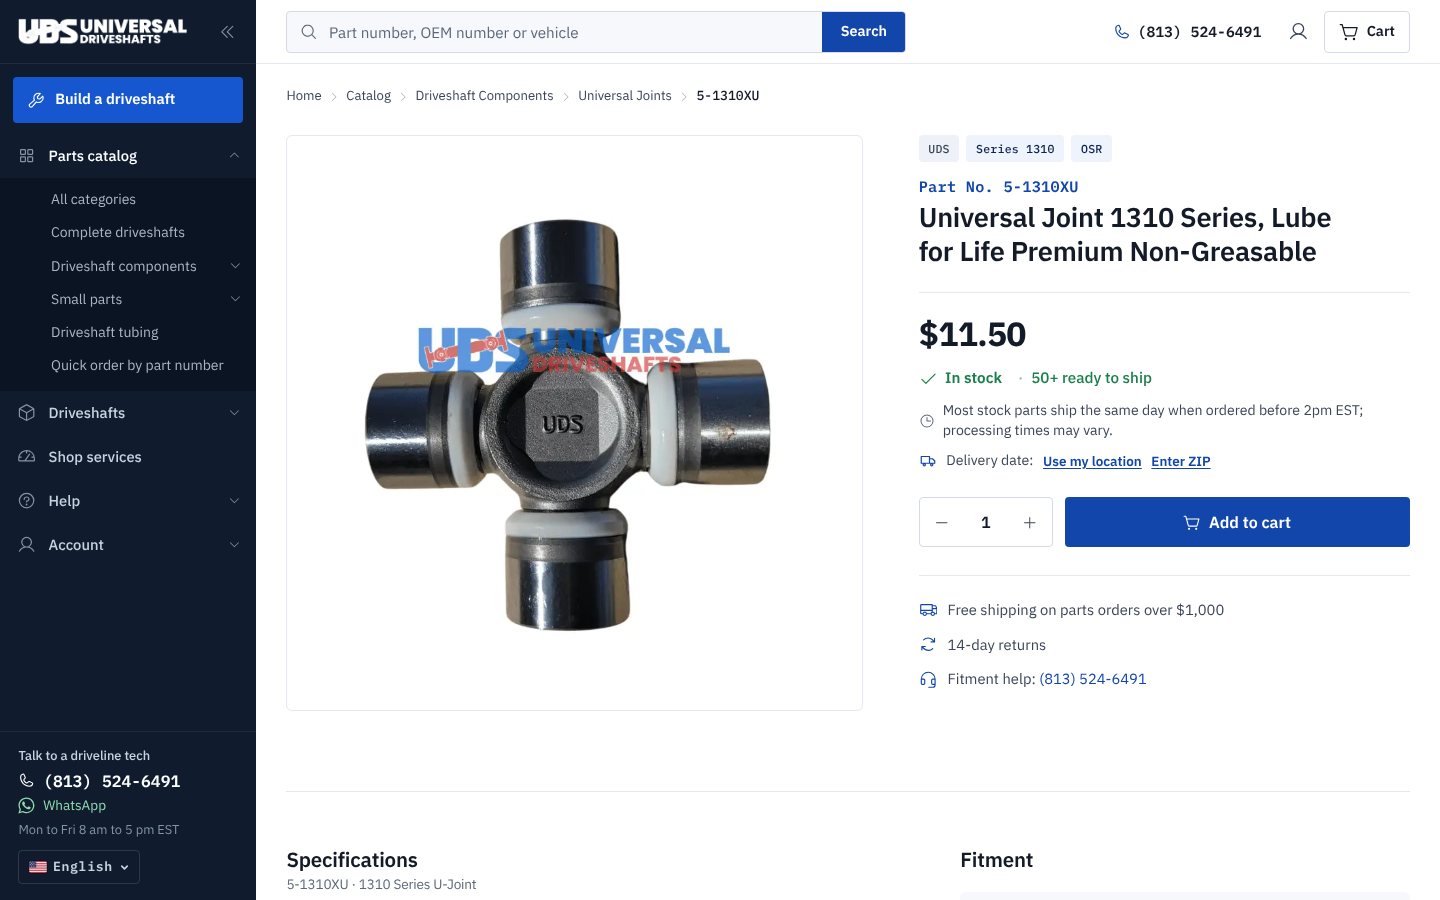 UDS UNIVERSAL DRIVESHAFTS
Build a driveshaft
Parts catalog
All categories
Complete driveshafts
Driveshaft components
Small parts
Driveshaft tubing
Quick order by part number
Driveshafts
Shop services
Help
Account
Talk to a driveline tech
(813) 524-6491
WhatsApp
Mon to Fri 8 am to 5 pm EST
English
Part number, OEM number or vehicle
Search
(813) 524-6491
Cart
Home
Catalog
Driveshaft Components
Universal Joints
5-1310XU
UDS UNIVERSAL
DRIVESHAFTS
UDS
UDS
Series 1310
OSR
Part No. 5-1310XU
Universal Joint 1310 Series, Lube
for Life Premium Non-Greasable
$11.50
In stock · 50+ ready to ship
Most stock parts ship the same day when ordered before 2pm EST;
processing times may vary.
Delivery date: Use my location Enter ZIP
− 1 +
Add to cart
Free shipping on parts orders over $1,000
14-day returns
Fitment help: (813) 524-6491
Specifications
5-1310XU · 1310 Series U-Joint
Fitment